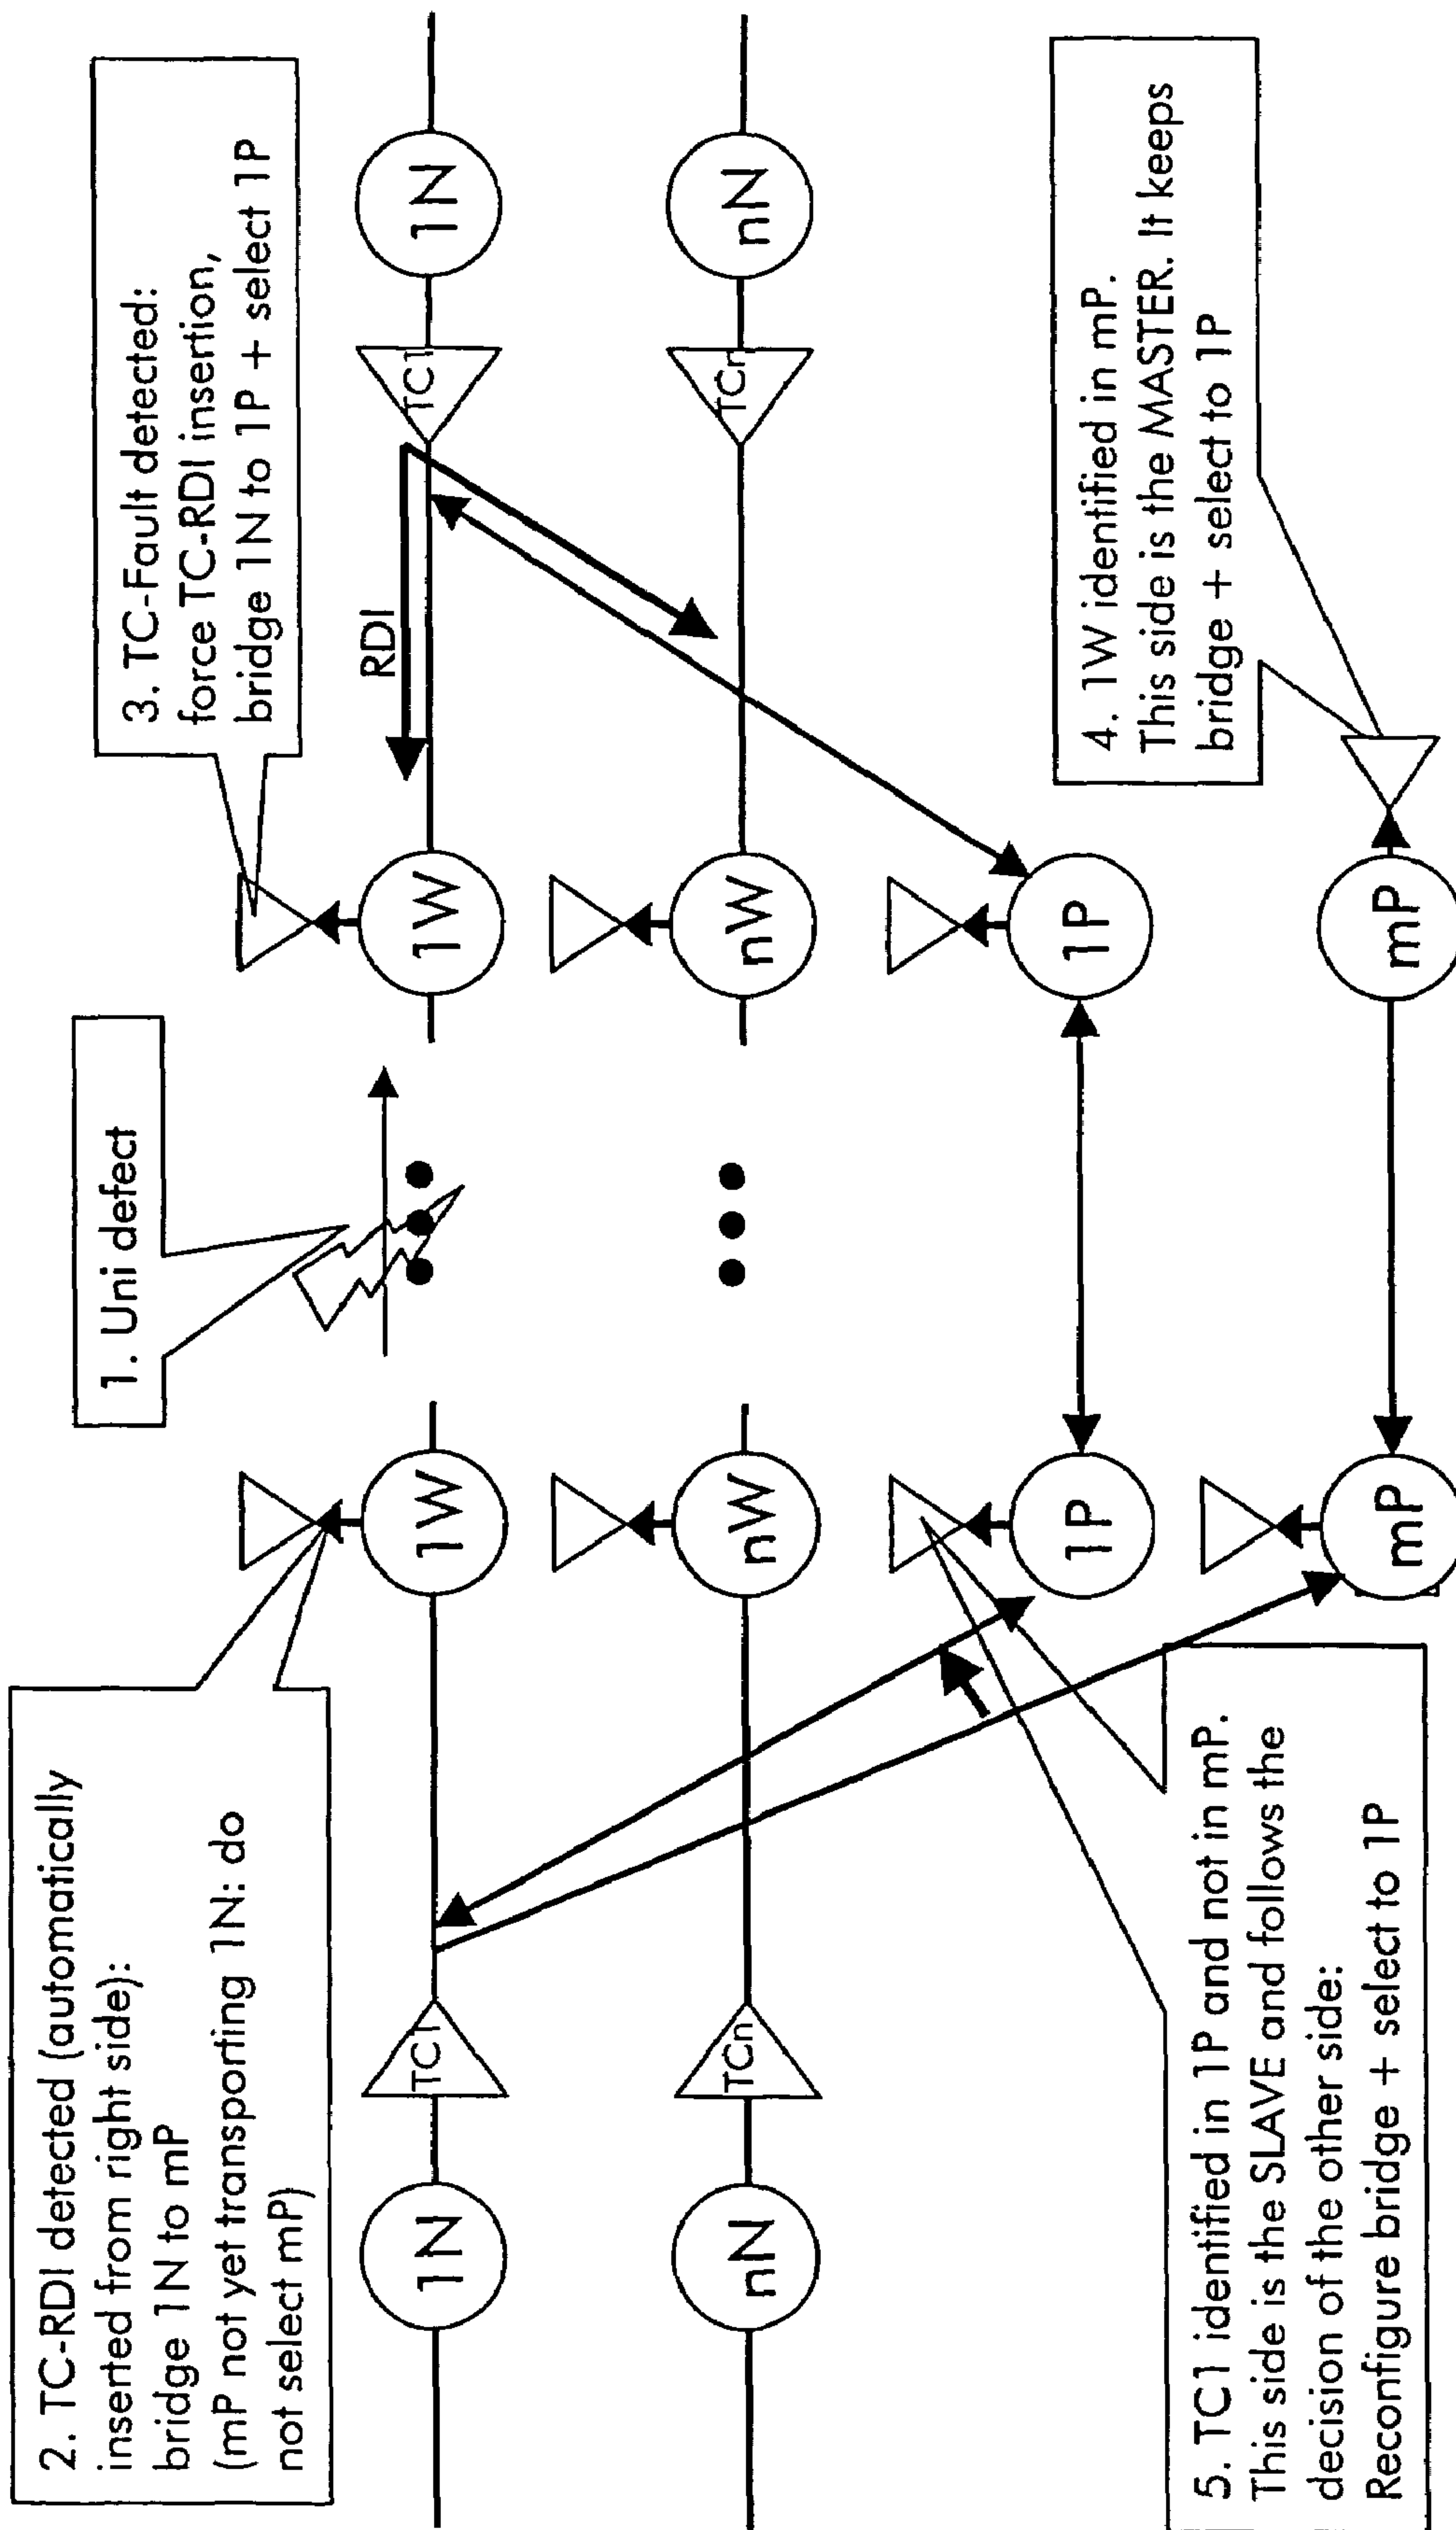 1. Uni defect
2. TC-RDI detected (automatically
inserted from right side):
bridge 1N to mP
(mP not yet transporting 1N: do
not select mP)
3. TC-Fault detected:
force TC-RDI insertion,
bridge 1N to 1P + select 1P
1N
TC1
1W
1W
RDI
TC1
1N
nN
TCn
nW
nW
TCn
nN
1P
1P
mP
mP
4. 1W identified in mP.
This side is the MASTER. It keeps
bridge + select to 1P
5. TC1 identified in 1P and not in mP.
This side is the SLAVE and follows the
decision of the other side:
Reconfigure bridge + select to 1P